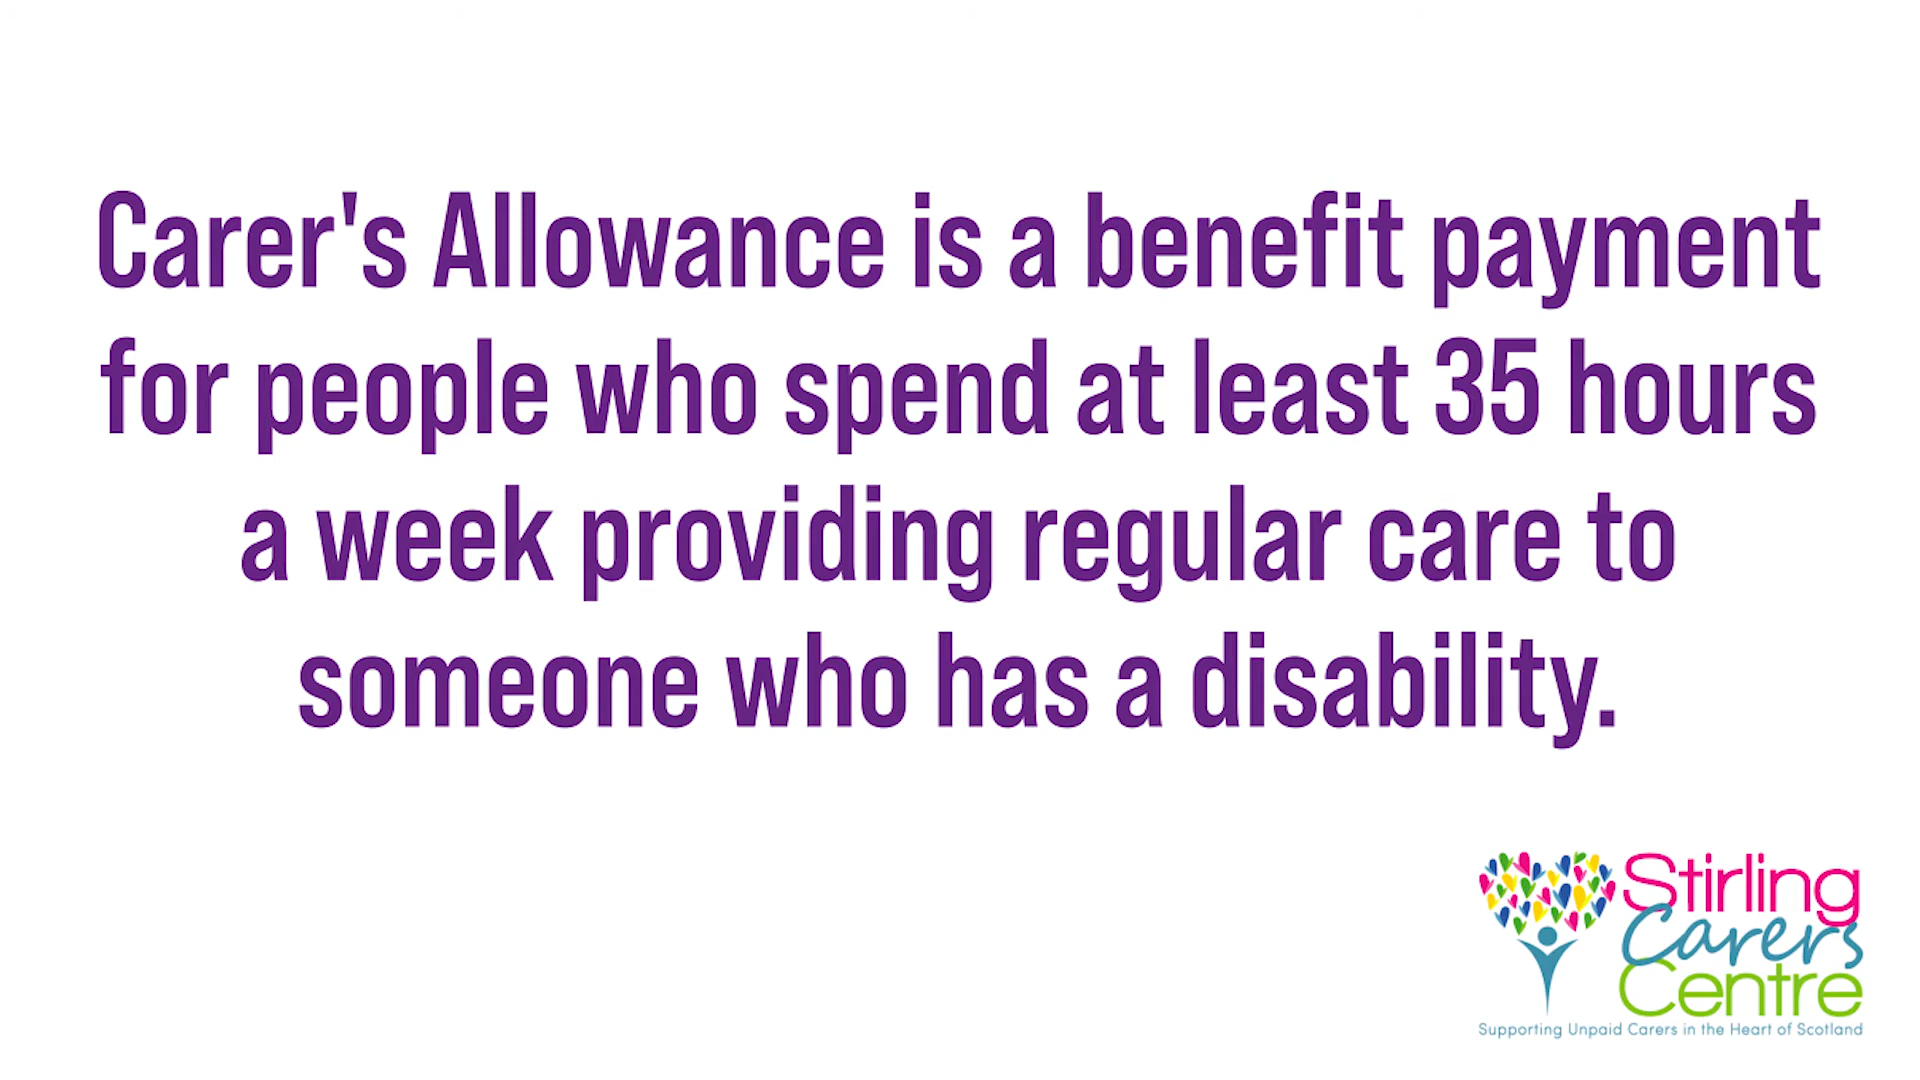 Carer's Allowance is a benefit payment
for people who spend at least 35 hours
a week providing regular care to
someone who has a disability.
Stirling
Carers
Centre
Supporting Unpaid Carers in the Heart of Scotland